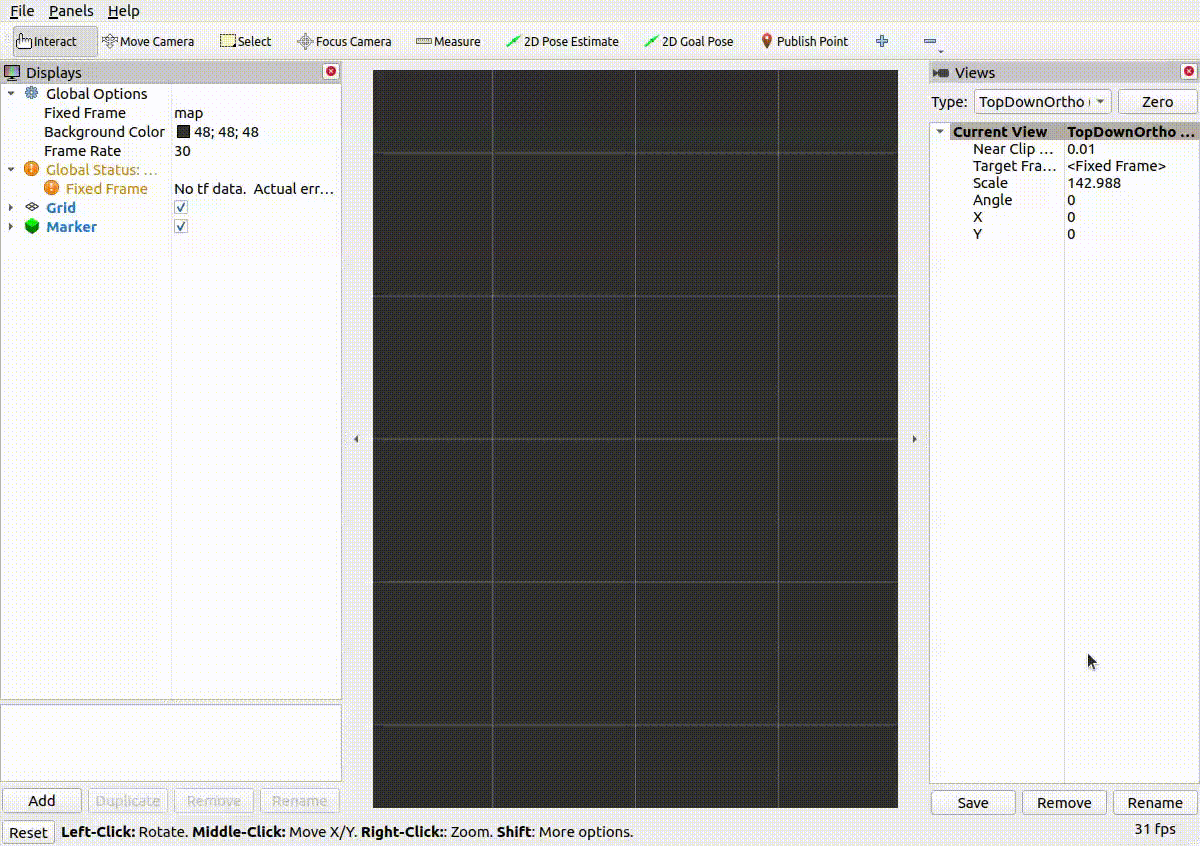 File Panels Help
Interact Move Camera Select Focus Camera Measure 2D Pose Estimate 2D Goal Pose Publish Point
Displays
Global Options
Fixed Frame map
Background Color 48; 48; 48
Frame Rate 30
Global Status: ...
Fixed Frame No tf data. Actual err...
Grid
Marker
Add Duplicate Remove Rename
Reset Left-Click: Rotate. Middle-Click: Move X/Y. Right-Click:: Zoom. Shift: More options.
Views
Type: TopDownOrtho Zero
Current View TopDownOrtho ...
Near Clip ... 0.01
Target Fra... <Fixed Frame>
Scale 142.988
Angle 0
X 0
Y 0
Save Remove Rename
31 fps